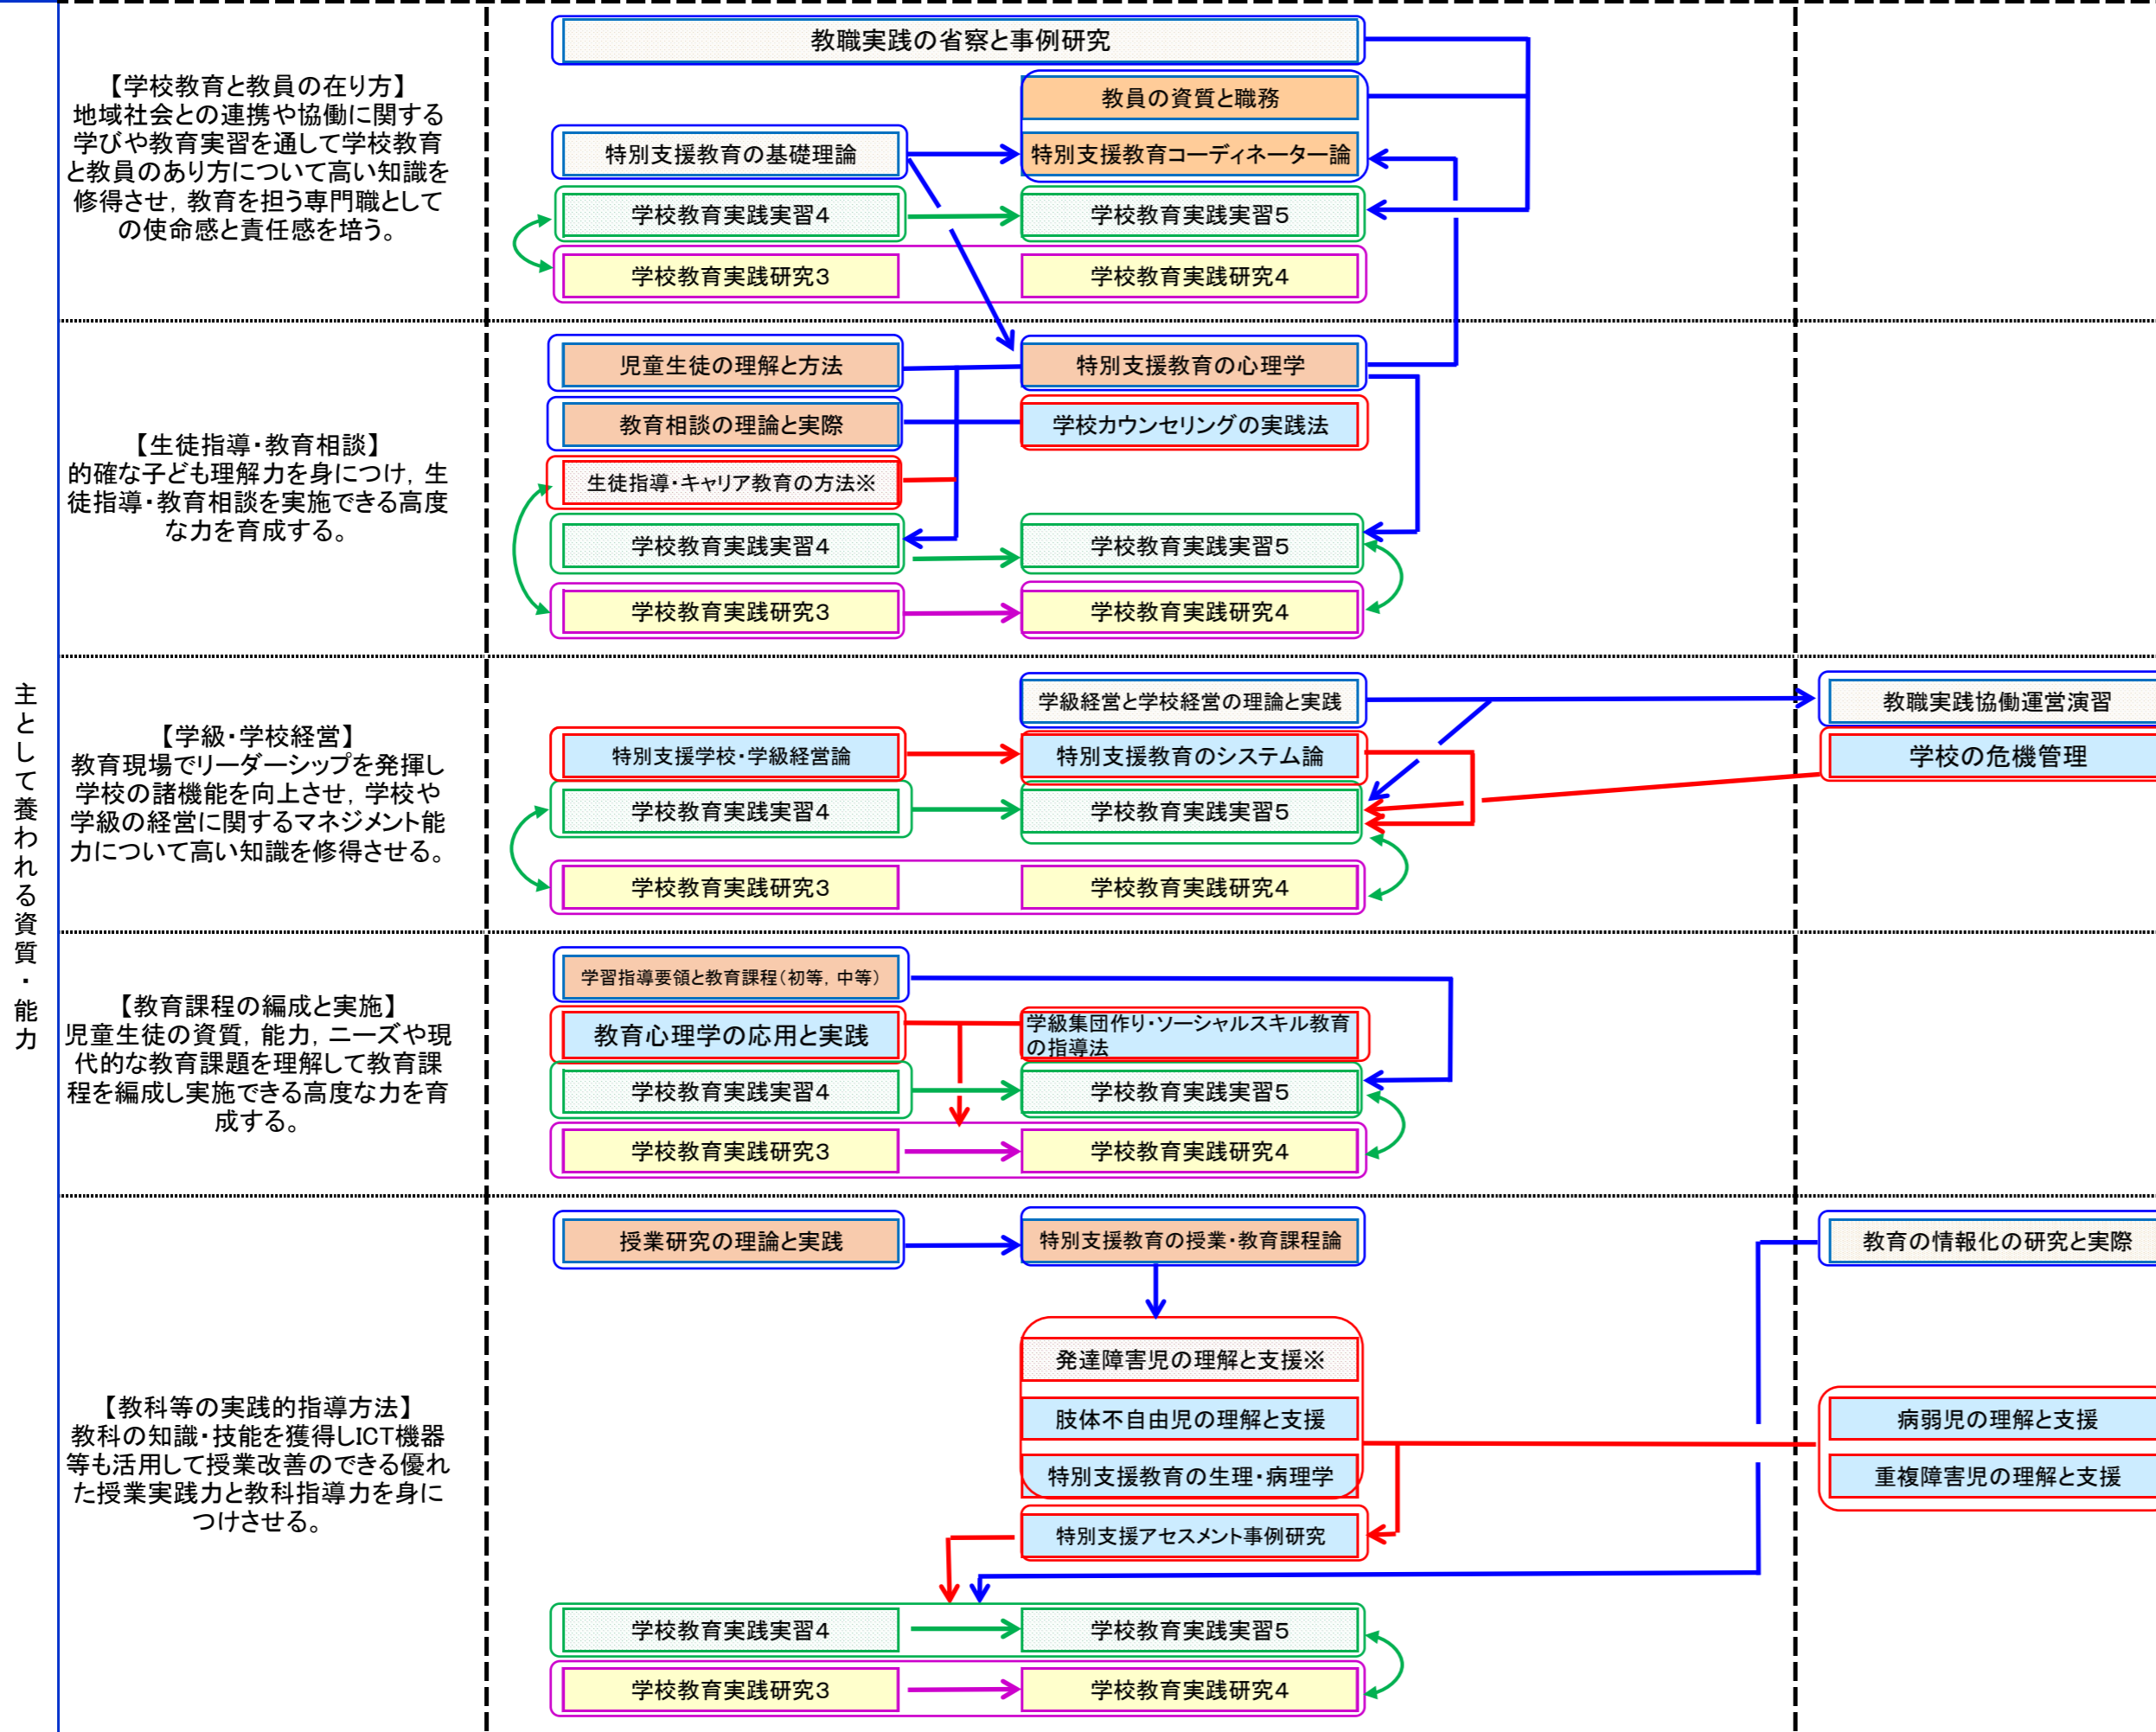 主として養われる資質・能力
【学校教育と教員の在り方】
地域社会との連携や協働に関する
学びや教育実習を通して学校教育
と教員のあり方について高い知識を
修得させ，教育を担う専門職として
の使命感と責任感を培う。
教職実践の省察と事例研究
教員の資質と職務
特別支援教育の基礎理論
特別支援教育コーディネーター論
学校教育実践実習4
学校教育実践実習5
学校教育実践研究3
学校教育実践研究4
【生徒指導・教育相談】
的確な子ども理解力を身につけ，生
徒指導・教育相談を実施できる高度
な力を育成する。
児童生徒の理解と方法
特別支援教育の心理学
教育相談の理論と実際
学校カウンセリングの実践法
生徒指導・キャリア教育の方法※
学校教育実践実習4
学校教育実践実習5
学校教育実践研究3
学校教育実践研究4
【学級・学校経営】
教育現場でリーダーシップを発揮し
学校の諸機能を向上させ，学校や
学級の経営に関するマネジメント能
力について高い知識を修得させる。
学級経営と学校経営の理論と実践
教職実践協働運営演習
特別支援学校・学級経営論
特別支援教育のシステム論
学校の危機管理
学校教育実践実習4
学校教育実践実習5
学校教育実践研究3
学校教育実践研究4
【教育課程の編成と実施】
児童生徒の資質，能力，ニーズや現
代的な教育課題を理解して教育課
程を編成し実施できる高度な力を育
成する。
学習指導要領と教育課程（初等，中等）
教育心理学の応用と実践
学級集団作り・ソーシャルスキル教育
の指導法
学校教育実践実習4
学校教育実践実習5
学校教育実践研究3
学校教育実践研究4
【教科等の実践的指導方法】
教科の知識・技能を獲得しICT機器
等も活用して授業改善のできる優れ
た授業実践力と教科指導力を身に
つけさせる。
授業研究の理論と実践
特別支援教育の授業・教育課程論
教育の情報化の研究と実際
発達障害児の理解と支援※
肢体不自由児の理解と支援
病弱児の理解と支援
特別支援教育の生理・病理学
重複障害児の理解と支援
特別支援アセスメント事例研究
学校教育実践実習4
学校教育実践実習5
学校教育実践研究3
学校教育実践研究4